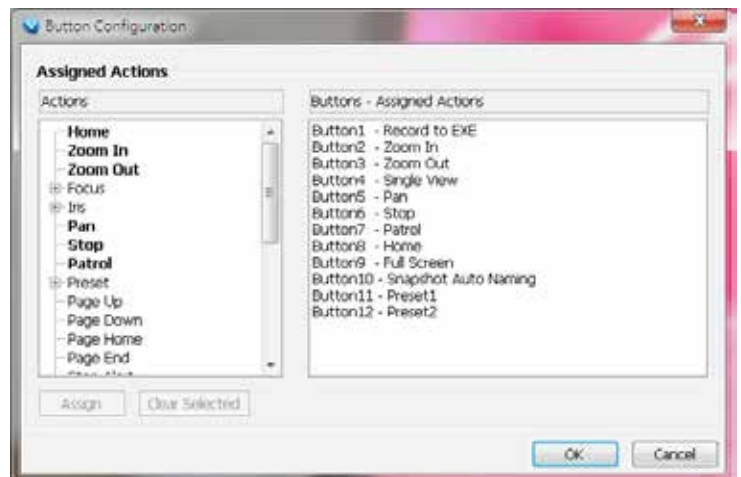 Button Configuration
Assigned Actions
Actions
Home
Zoom In
Zoom Out
Focus
Iris
Pan
Stop
Patrol
Preset
Page Up
Page Down
Page Home
Page End
Buttons - Assigned Actions
Button1 - Record to EXE
Button2 - Zoom In
Button3 - Zoom Out
Button4 - Single View
Button5 - Pan
Button6 - Stop
Button7 - Patrol
Button8 - Home
Button9 - Full Screen
Button10 - Snapshot Auto Naming
Button11 - Preset1
Button12 - Preset2
Assign
Clear Selected
OK
Cancel